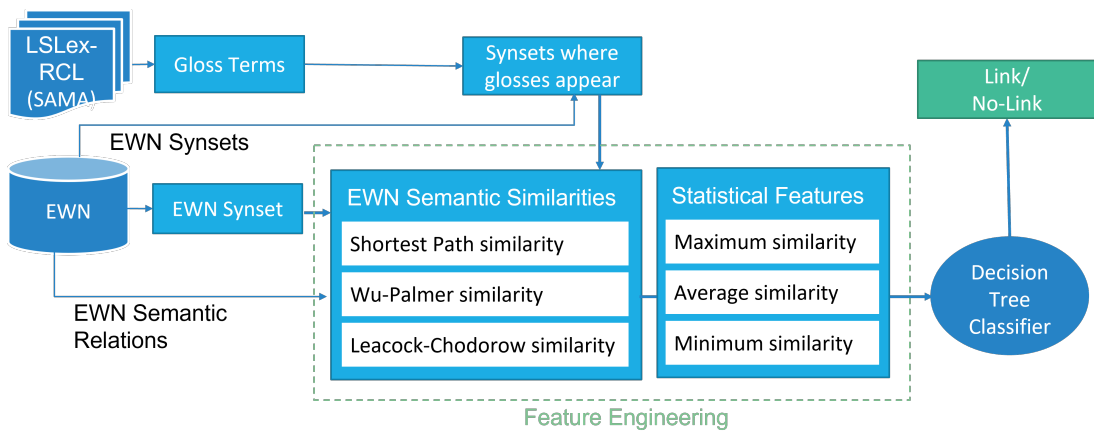 LSLex-
RCL
(SAMA)
Gloss Terms
Synsets where
glosses appear
Link/
No-Link
EWN Synsets
EWN
EWN Synset
EWN Semantic Similarities
Shortest Path similarity
Wu-Palmer similarity
Leacock-Chodorow similarity
Statistical Features
Maximum similarity
Average similarity
Minimum similarity
Decision
Tree
Classifier
EWN Semantic
Relations
Feature Engineering